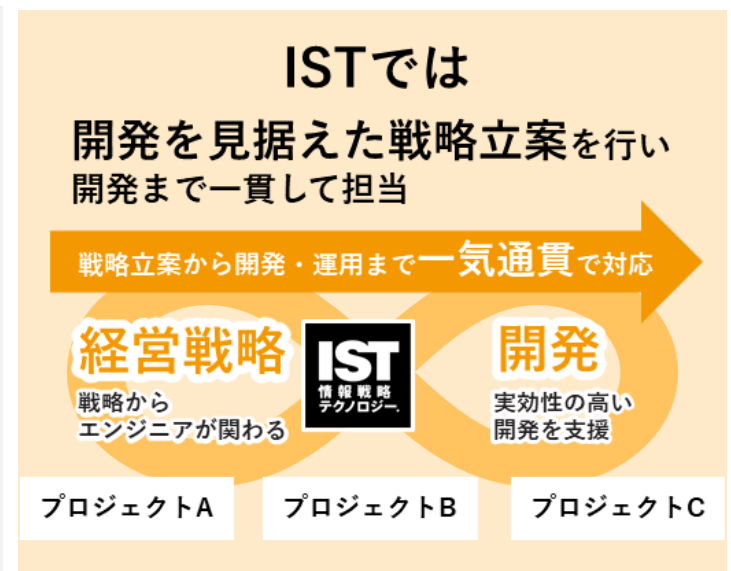 ISTでは
開発を見据えた戦略立案を行い
開発まで一貫して担当
戦略立案から開発・運用まで一気通貫で対応
経営戦略
戦略から
エンジニアが関わる
IST
情報戦略
テクノロジー.
開発
実効性の高い
開発を支援
プロジェクトA
プロジェクトB
プロジェクトC